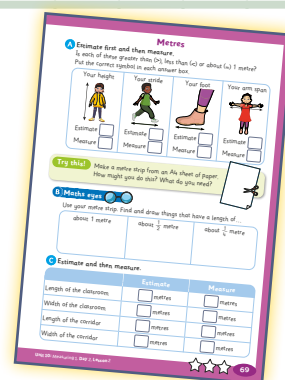 Metres
A Estimate first and then measure.
Is each of these greater than (>), less than (<) or about (≈) 1 metre?
Put the correct symbol in each answer box.
Your height Your stride Your foot Your arm span
Estimate Estimate Estimate Estimate
Measure Measure Measure Measure
Try this! Make a metre strip from an A4 sheet of paper.
How might you do this? What do you need?
B Maths eyes
Use your metre strip. Find and draw things that have a length of...
about 1 metre about 1/2 metre about 1/4 metre
C Estimate and then measure.
Estimate Measure
Length of the classroom metres metres
Width of the classroom metres metres
Length of the corridor metres metres
Width of the corridor metres metres
69